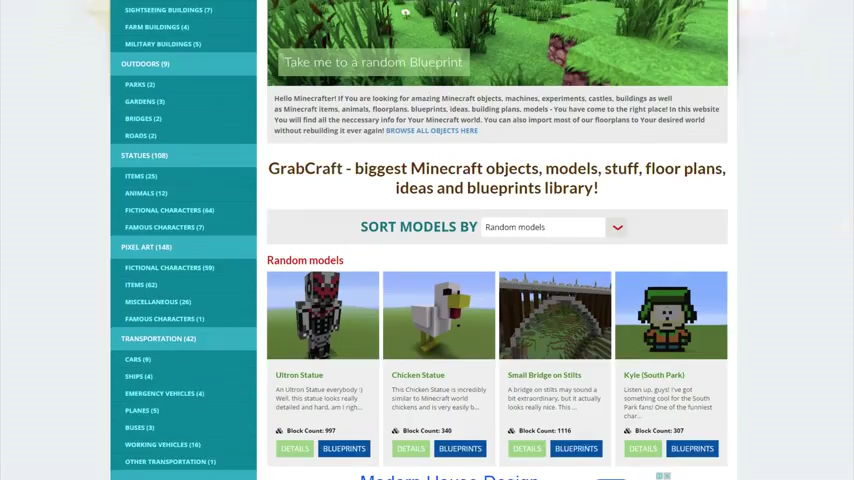 SIGHTSEEING BUILDINGS (7)
FARM BUILDINGS (4)
MILITARY BUILDINGS (5)
OUTDOORS (9)
PARKS (2)
GARDENS (3)
BRIDGES (2)
ROADS (2)
STATUES (108)
ITEMS (25)
ANIMALS (12)
FICTIONAL CHARACTERS (64)
FAMOUS CHARACTERS (7)
PIXEL ART (148)
FICTIONAL CHARACTERS (59)
ITEMS (62)
MISCELLANEOUS (26)
FAMOUS CHARACTERS (1)
TRANSPORTATION (42)
CARS (9)
SHIPS (4)
EMERGENCY VEHICLES (4)
PLANES (5)
BUSES (3)
WORKING VEHICLES (16)
OTHER TRANSPORTATION (1)
Take me to a random Blueprint
Hello Minecrafter! If You are looking for amazing Minecraft objects, machines, experiments, castles, buildings as well
as Minecraft items, animals, floorplans, blueprints, ideas, building plans, models - You have come to the right place! In this website
You will find all the neccessary info for Your Minecraft world. You can also import most of our floorplans to Your desired world
without rebuilding it ever again! BROWSE ALL OBJECTS HERE
GrabCraft - biggest Minecraft objects, models, stuff, floor plans,
ideas and blueprints library!
SORT MODELS BY Random models
Random models
Ultron Statue
An Ultron Statue everybody :)
Well, this statue looks really
detailed and hard, am I righ...
Block Count: 997
DETAILS BLUEPRINTS
Chicken Statue
This Chicken Statue is incredibly
similar to Minecraft world
chickens and is very easily b...
Block Count: 340
DETAILS BLUEPRINTS
Small Bridge on Stilts
A bridge on stilts may sound a
bit extraordinary, but it actually
looks really nice. This ...
Block Count: 1116
DETAILS BLUEPRINTS
Kyle (South Park)
Listen up, guys! I've got
something cool for the South
Park fans! One of the funniest
char...
Block Count: 307
DETAILS BLUEPRINTS
Modern House Design